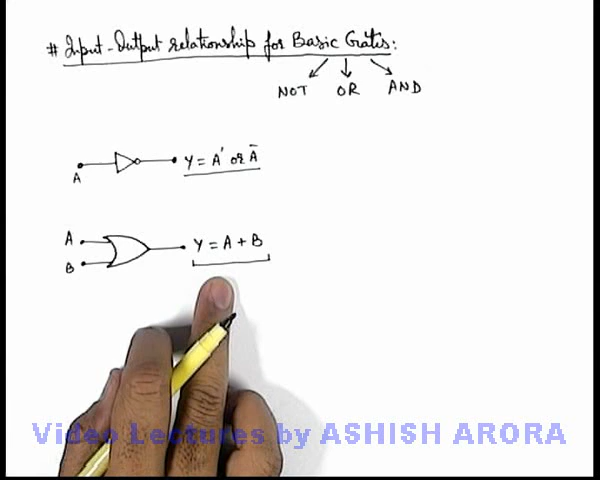 # Input-Output relationship for Basic Gates:
NOT OR AND
A Y = A' or Ā
A
B Y = A + B
Video Lectures by ASHISH ARORA